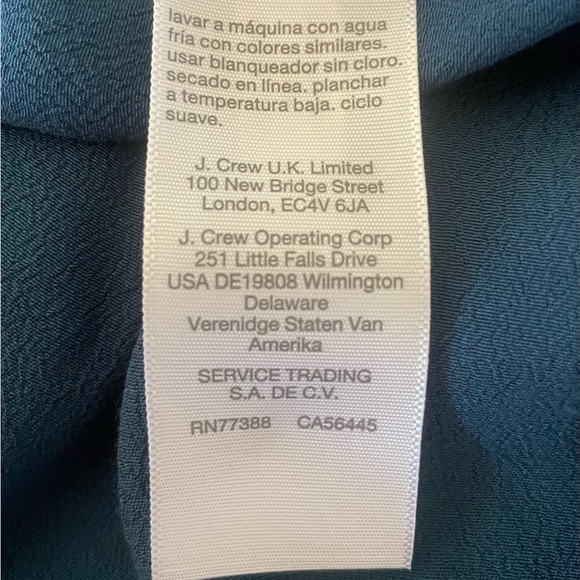 lavar a máquina con agua
fría con colores similares.
usar blanqueador sin cloro.
secado en línea. planchar
a temperatura baja. ciclo
suave.
J. Crew U.K. Limited
100 New Bridge Street
London, EC4V 6JA
J. Crew Operating Corp
251 Little Falls Drive
USA DE19808 Wilmington
Delaware
Verenidge Staten Van
Amerika
SERVICE TRADING
S.A. DE C.V.
RN77388 CA56445